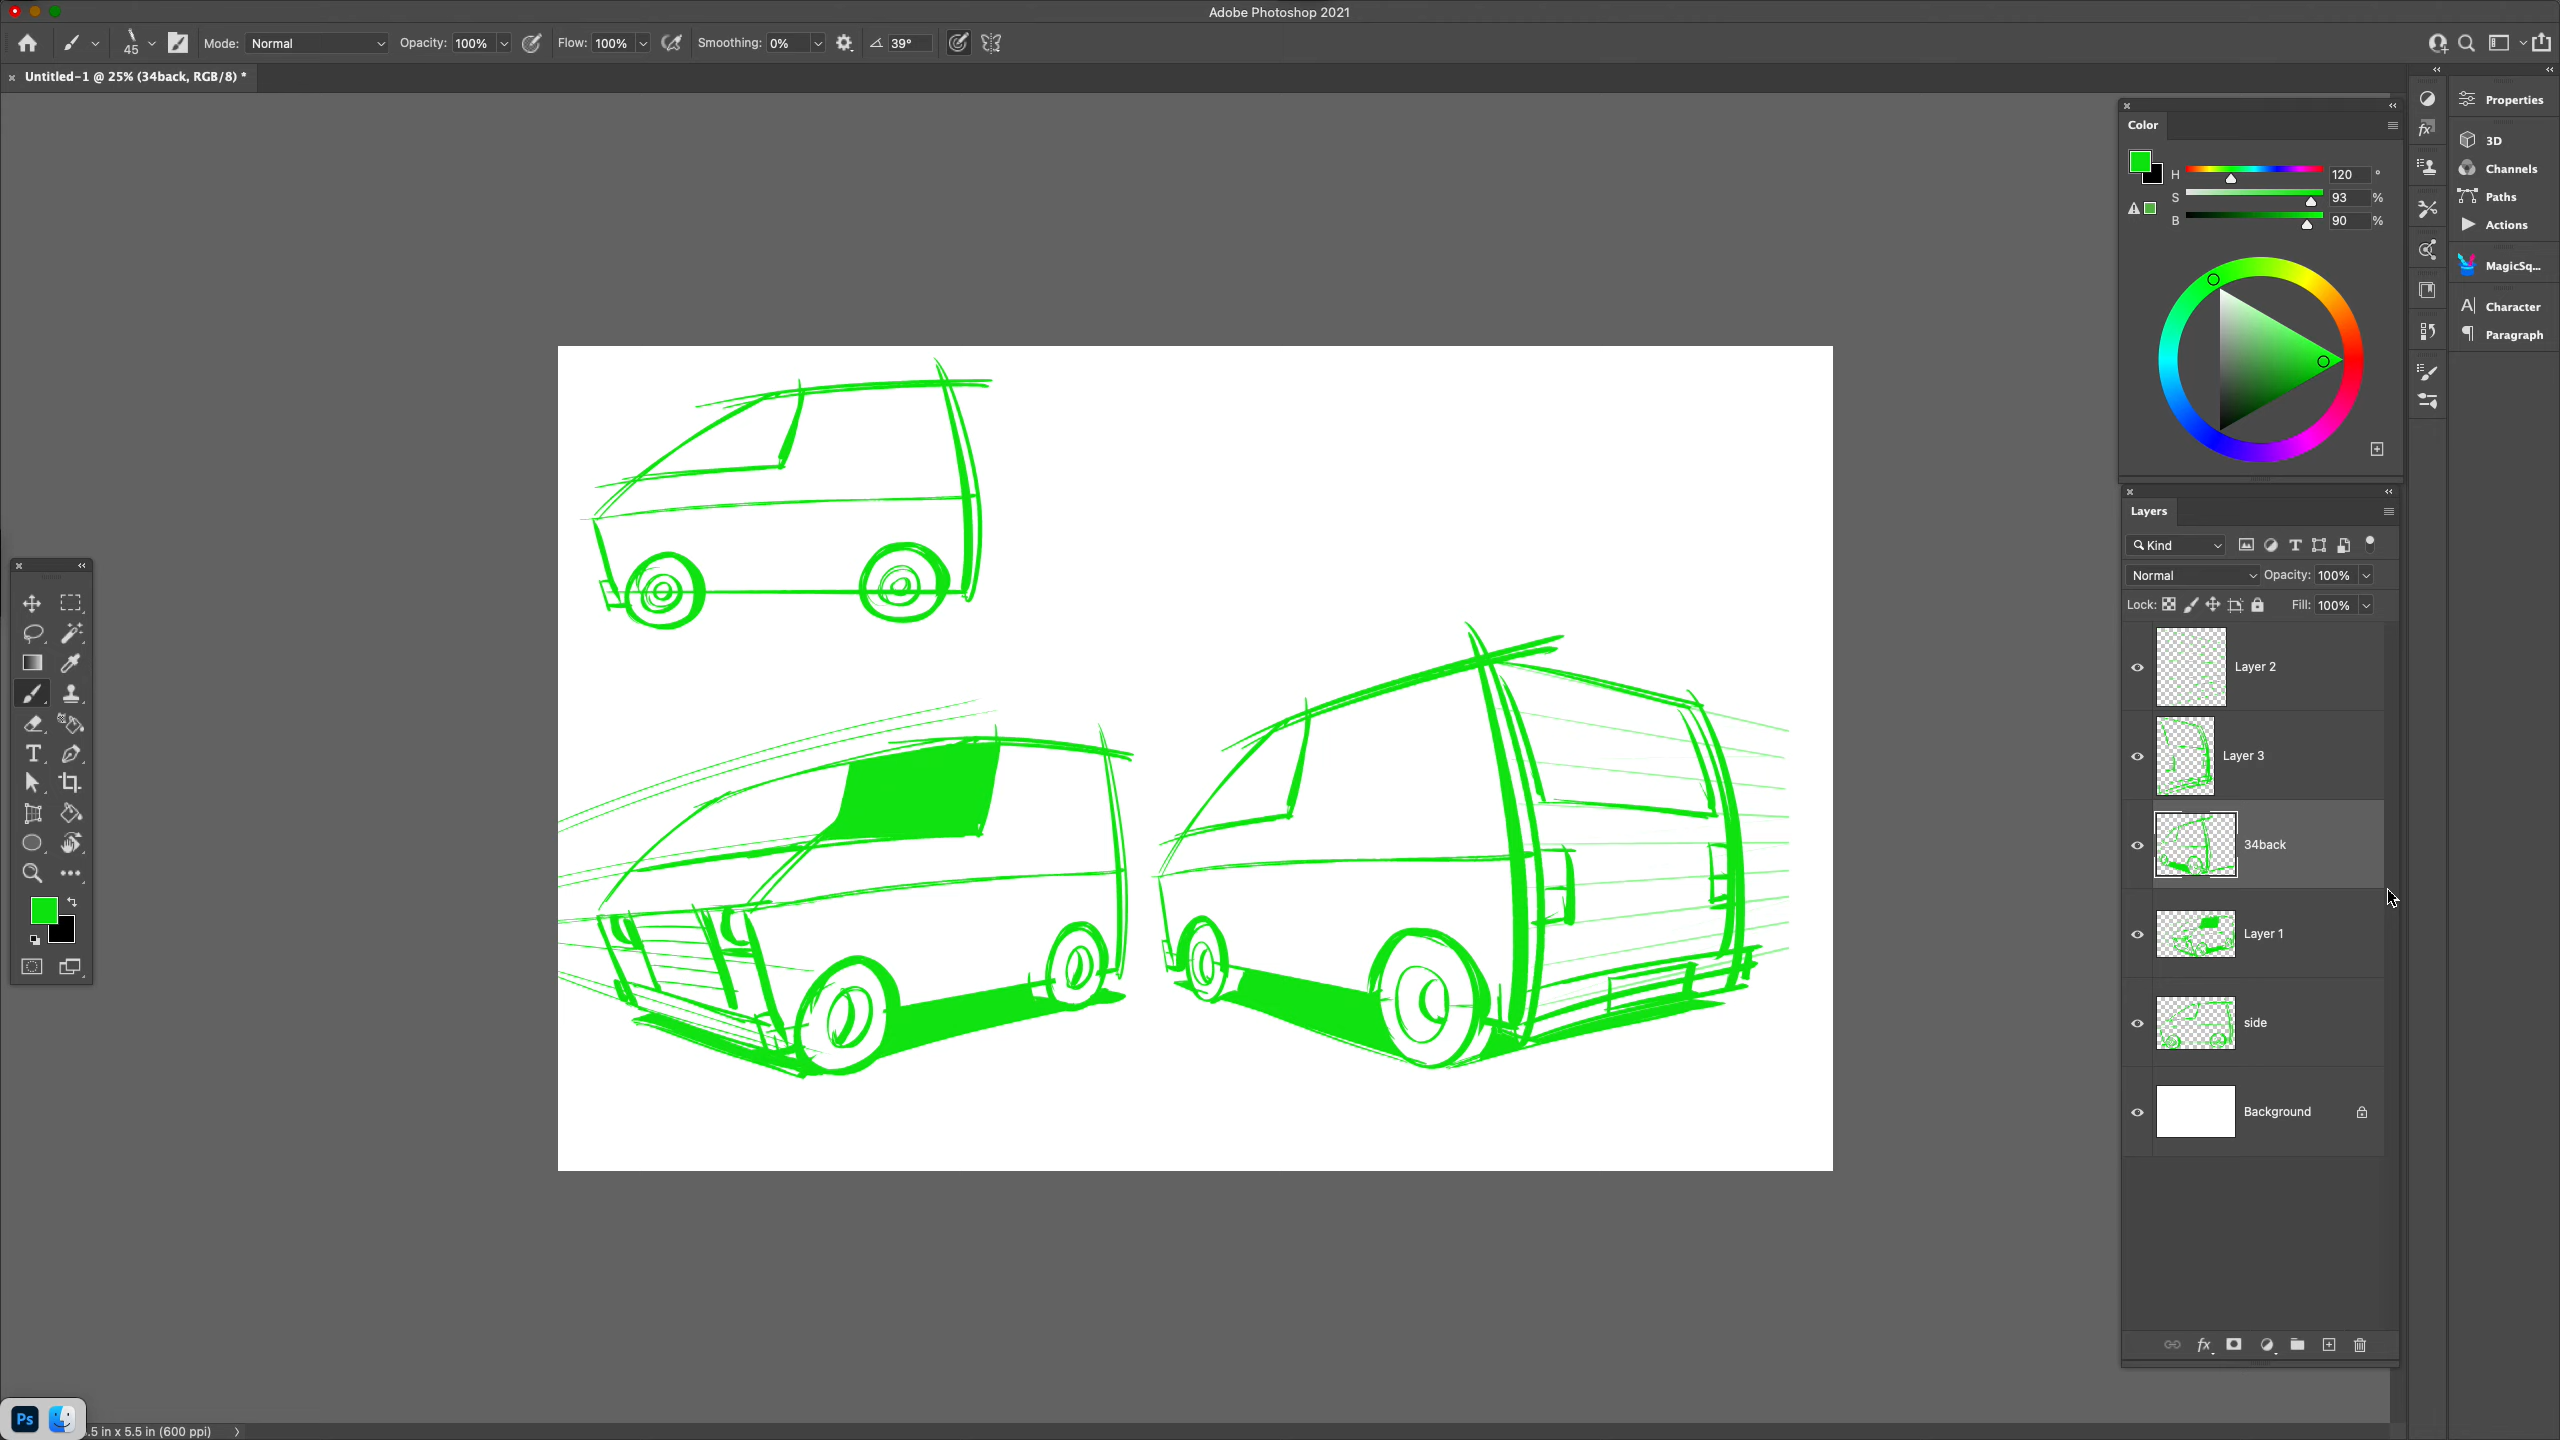 Adobe Photoshop 2021
45 Mode: Normal Opacity: 100% Flow: 100% Smoothing: 0% 39°
Untitled-1 @ 25% (34back, RGB/8) *
Color
H 120 °
S 93 %
B 90 %
Properties
3D
Channels
Paths
Actions
MagicSq...
Character
Paragraph
Layers
Kind
Normal Opacity: 100%
Lock: Fill: 100%
Layer 2
Layer 3
34back
Layer 1
side
Background
fx
Ps
.5 in x 5.5 in (600 ppi)